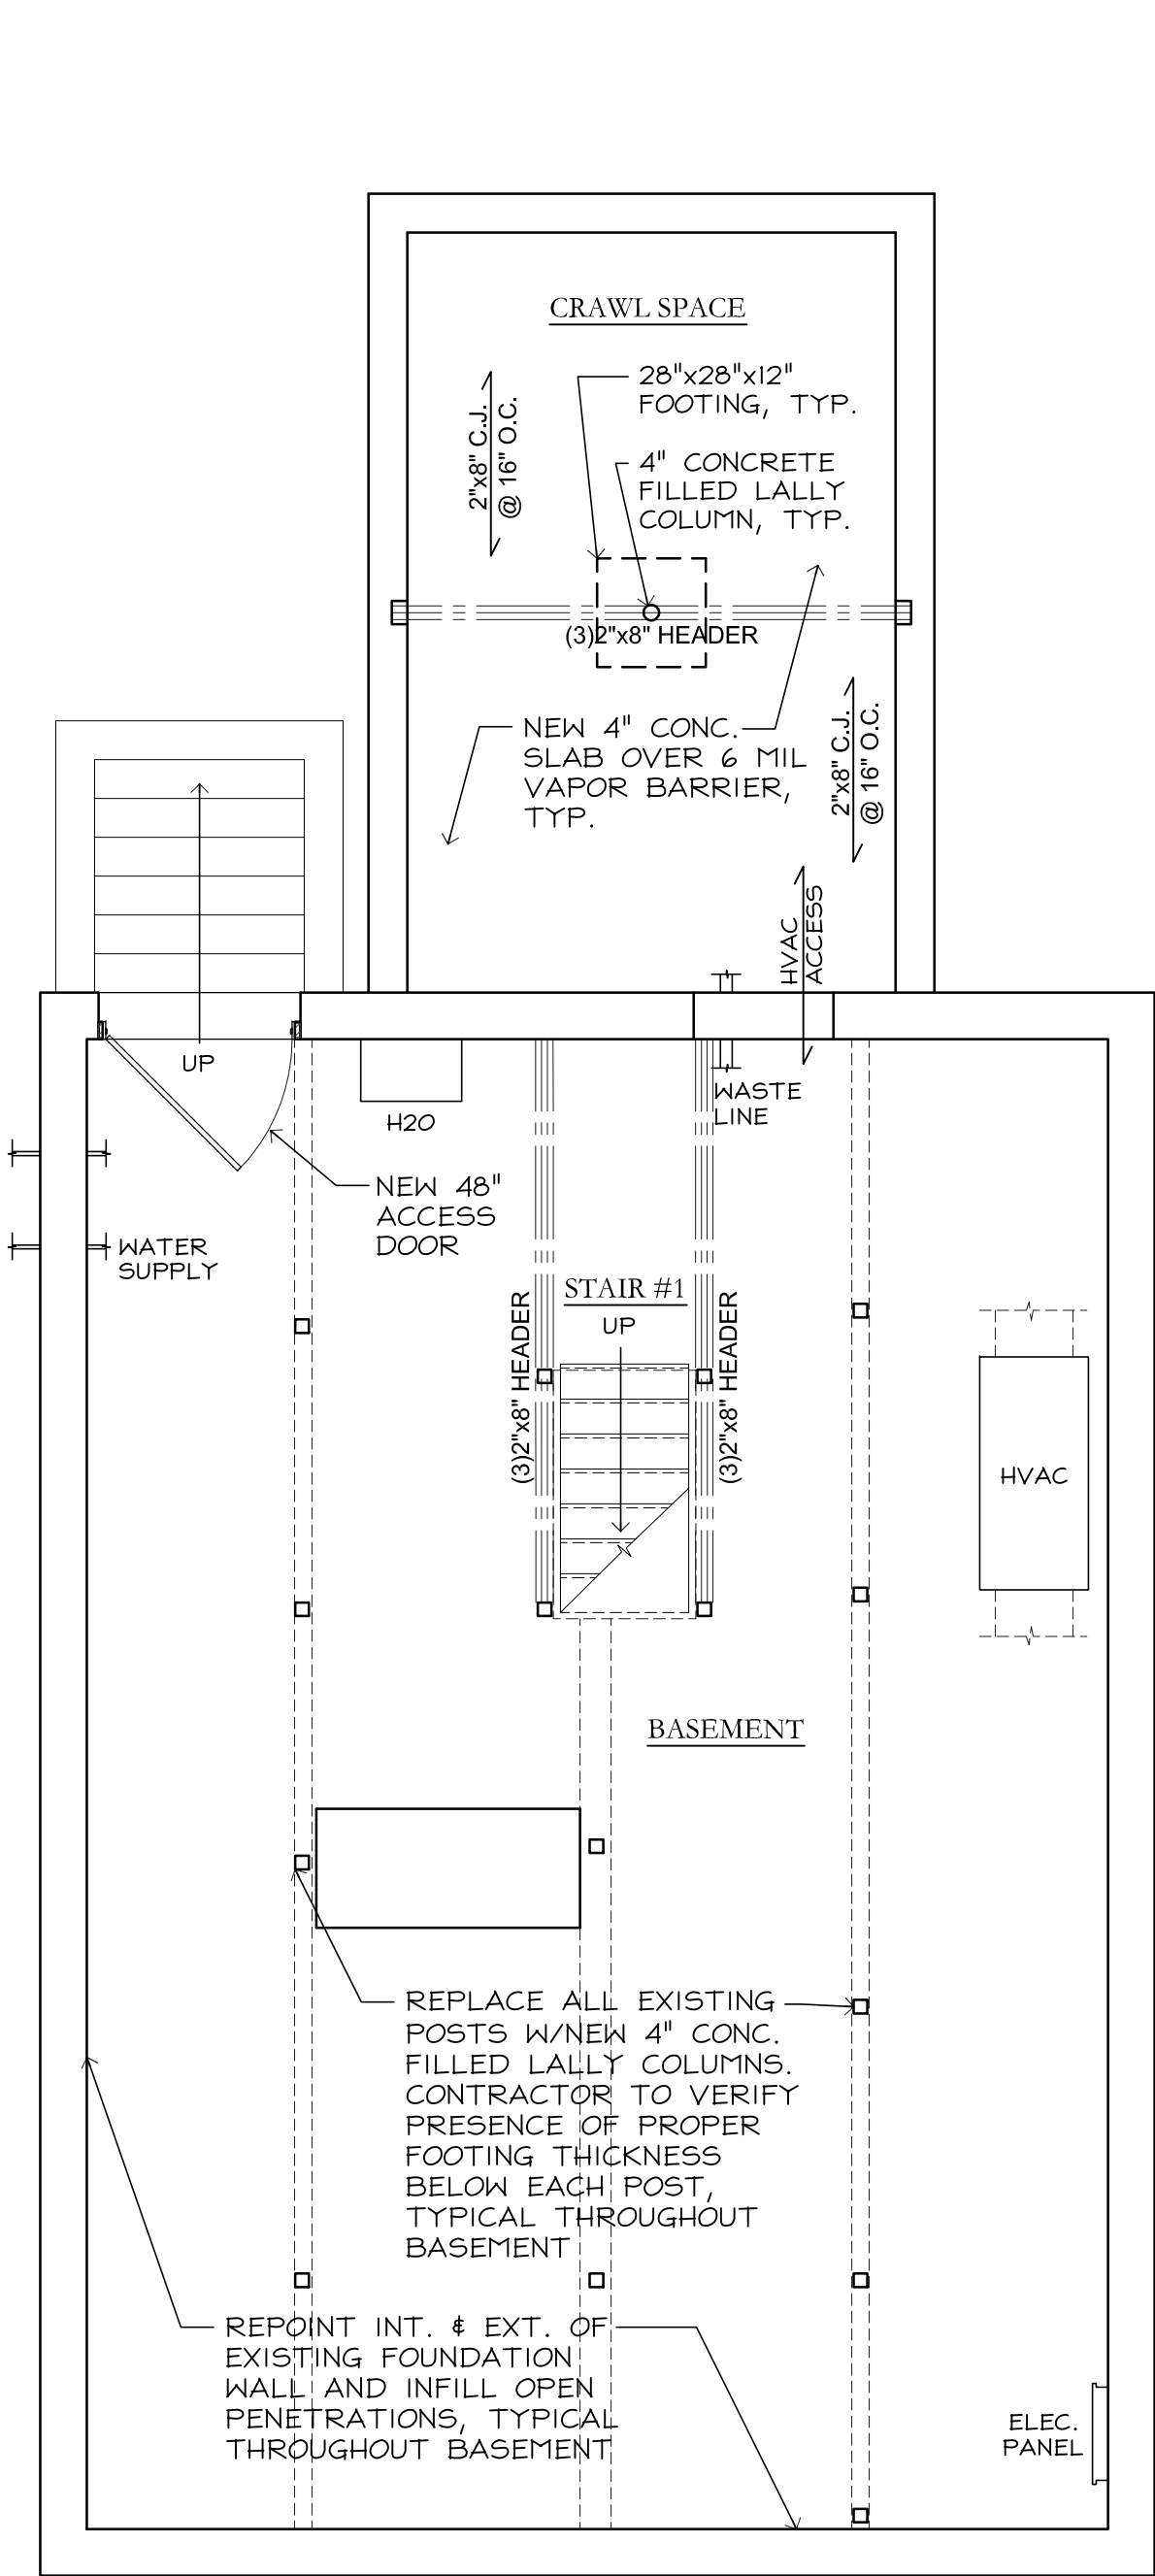 CRAWL SPACE
28"x28"x12"
FOOTING, TYP.
2"x8" C.J.
@ 16" O.C.
4" CONCRETE
FILLED LALLY
COLUMN, TYP.
(3)2"x8" HEADER
NEW 4" CONC.
SLAB OVER 6 MIL
VAPOR BARRIER,
TYP.
2"x8" C.J.
@ 16" O.C.
HVAC
ACCESS
UP
WASTE
LINE
H2O
NEW 48"
ACCESS
DOOR
WATER
SUPPLY
STAIR #1
UP
(3)2"x8" HEADER
(3)2"x8" HEADER
HVAC
BASEMENT
REPLACE ALL EXISTING
POSTS W/NEW 4" CONC.
FILLED LALLY COLUMNS.
CONTRACTOR TO VERIFY
PRESENCE OF PROPER
FOOTING THICKNESS
BELOW EACH POST,
TYPICAL THROUGHOUT
BASEMENT
REPOINT INT. & EXT. OF
EXISTING FOUNDATION
WALL AND INFILL OPEN
PENETRATIONS, TYPICAL
THROUGHOUT BASEMENT
ELEC.
PANEL